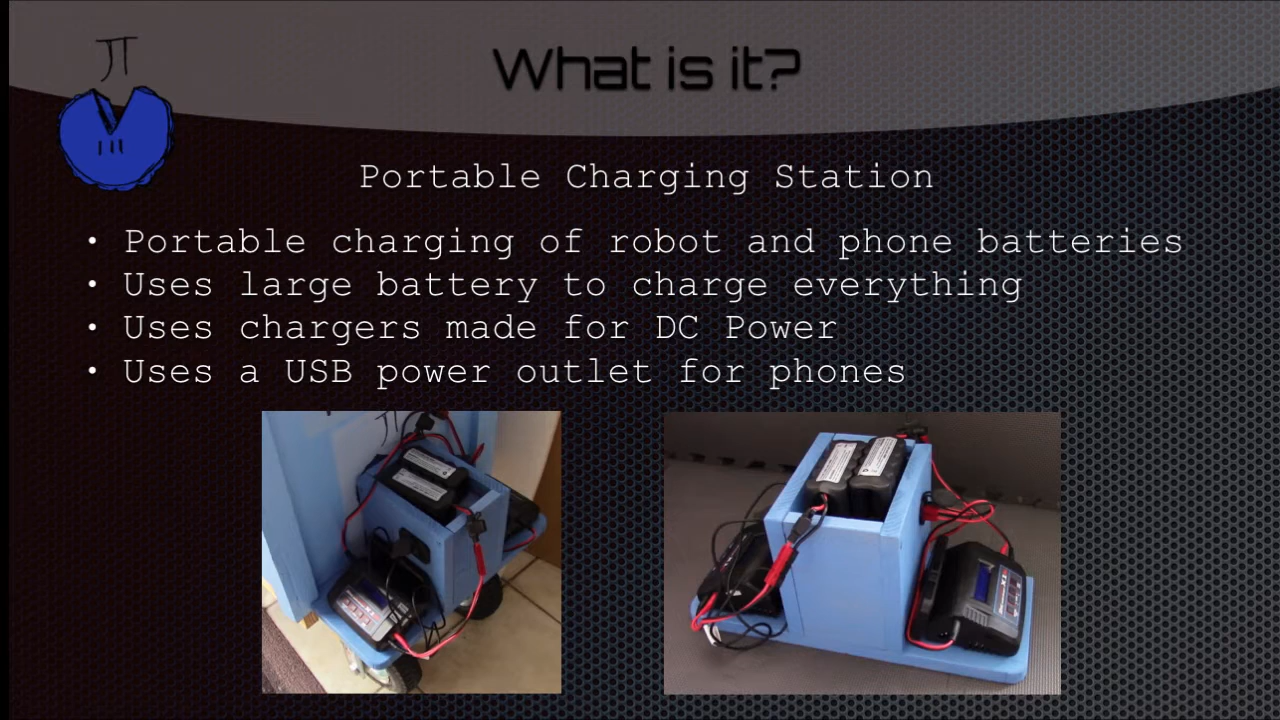 π
What is it?
Portable Charging Station
• Portable charging of robot and phone batteries
• Uses large battery to charge everything
• Uses chargers made for DC Power
• Uses a USB power outlet for phones